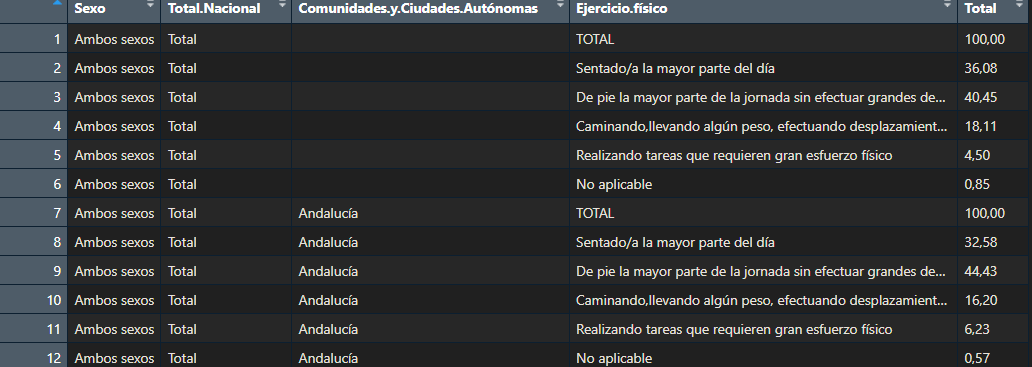 Sexo Total.Nacional Comunidades.y.Ciudades.Autónomas Ejercicio.físico Total
1 Ambos sexos Total TOTAL 100,00
2 Ambos sexos Total Sentado/a la mayor parte del día 36,08
3 Ambos sexos Total De pie la mayor parte de la jornada sin efectuar grandes de... 40,45
4 Ambos sexos Total Caminando,llevando algún peso, efectuando desplazamient... 18,11
5 Ambos sexos Total Realizando tareas que requieren gran esfuerzo físico 4,50
6 Ambos sexos Total No aplicable 0,85
7 Ambos sexos Total Andalucía TOTAL 100,00
8 Ambos sexos Total Andalucía Sentado/a la mayor parte del día 32,58
9 Ambos sexos Total Andalucía De pie la mayor parte de la jornada sin efectuar grandes de... 44,43
10 Ambos sexos Total Andalucía Caminando,llevando algún peso, efectuando desplazamient... 16,20
11 Ambos sexos Total Andalucía Realizando tareas que requieren gran esfuerzo físico 6,23
12 Ambos sexos Total Andalucía No aplicable 0,57